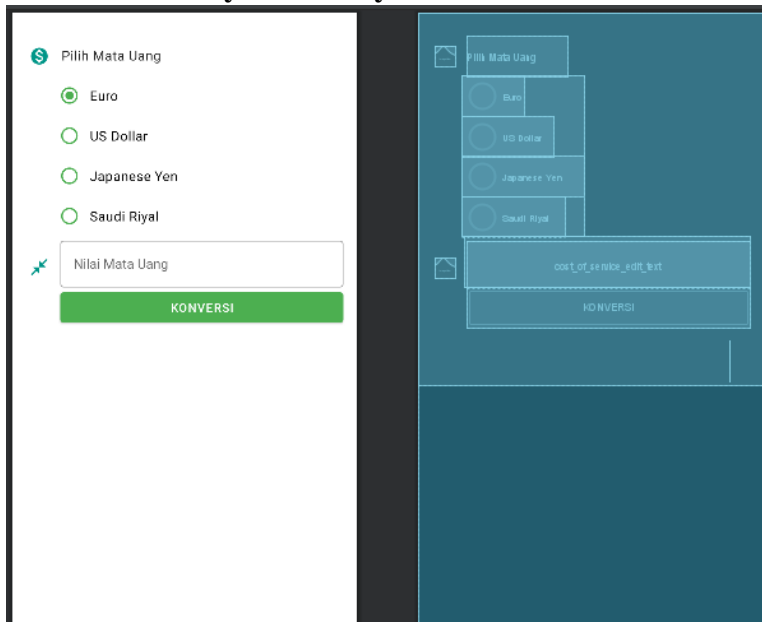 Pilih Mata Uang
Euro
US Dollar
Japanese Yen
Saudi Riyal
Nilai Mata Uang
KONVERSI
Pilih Mata Uang
Euro
US Dollar
Japanese Yen
Saudi Riyal
cost_of_service_edit_text
KONVERSI